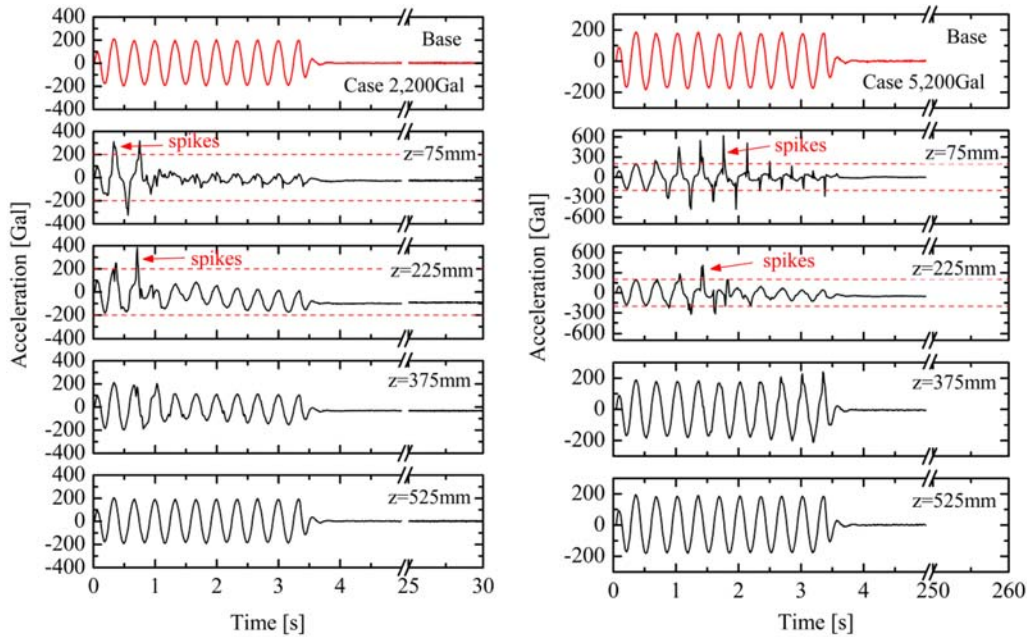 400
200
0
-200
-400
Base
Case 2,200Gal
400
200
0
-200
-400
spikes
z=75mm
400
200
0
-200
-400
spikes
z=225mm
400
200
0
-200
-400
z=375mm
400
200
0
-200
-400
z=525mm
0 1 2 3 4 25 30
Time [s]
Acceleration [Gal]
200
0
-200
Base
Case 5,200Gal
600
300
0
-300
-600
spikes
z=75mm
600
300
0
-300
-600
spikes
z=225mm
200
0
-200
z=375mm
200
0
-200
z=525mm
0 1 2 3 4 250 260
Time [s]
Acceleration [Gal]